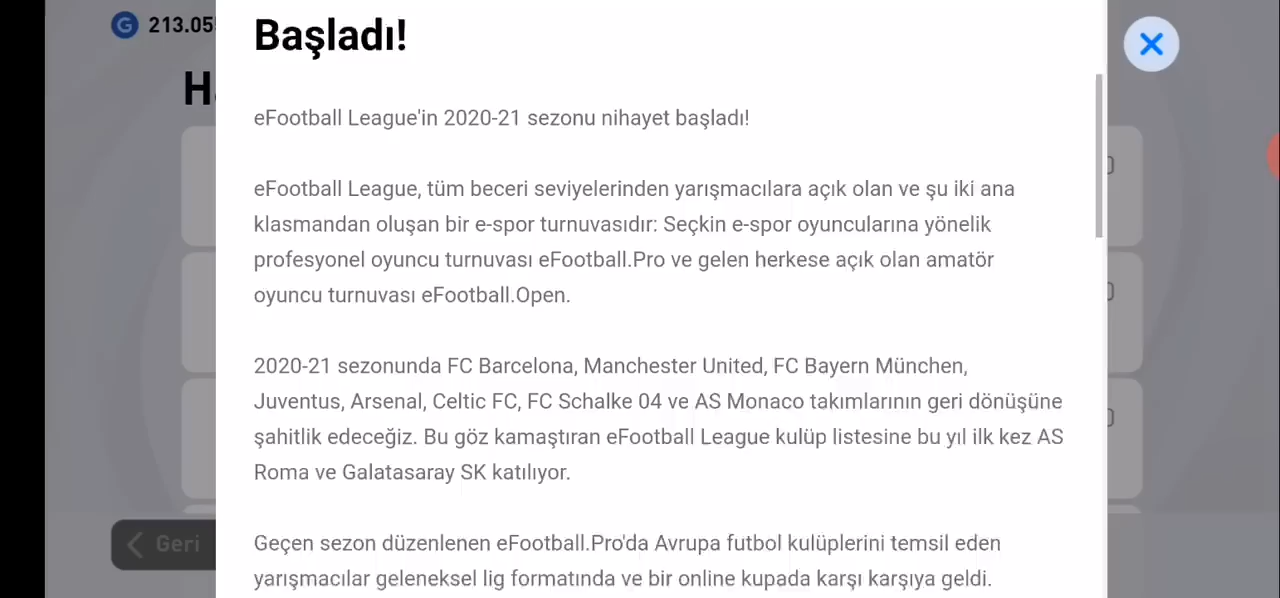 213.05
Başladı!
H
eFootball League'in 2020-21 sezonu nihayet başladı!
eFootball League, tüm beceri seviyelerinden yarışmacılara açık olan ve şu iki ana
klasmandan oluşan bir e-spor turnuvasıdır: Seçkin e-spor oyuncularına yönelik
profesyonel oyuncu turnuvası eFootball.Pro ve gelen herkese açık olan amatör
oyuncu turnuvası eFootball.Open.
2020-21 sezonunda FC Barcelona, Manchester United, FC Bayern München,
Juventus, Arsenal, Celtic FC, FC Schalke 04 ve AS Monaco takımlarının geri dönüşüne
şahitlik edeceğiz. Bu göz kamaştıran eFootball League kulüp listesine bu yıl ilk kez AS
Roma ve Galatasaray SK katılıyor.
Geri
Geçen sezon düzenlenen eFootball.Pro'da Avrupa futbol kulüplerini temsil eden
yarışmacılar geleneksel lig formatında ve bir online kupada karşı karşıya geldi.